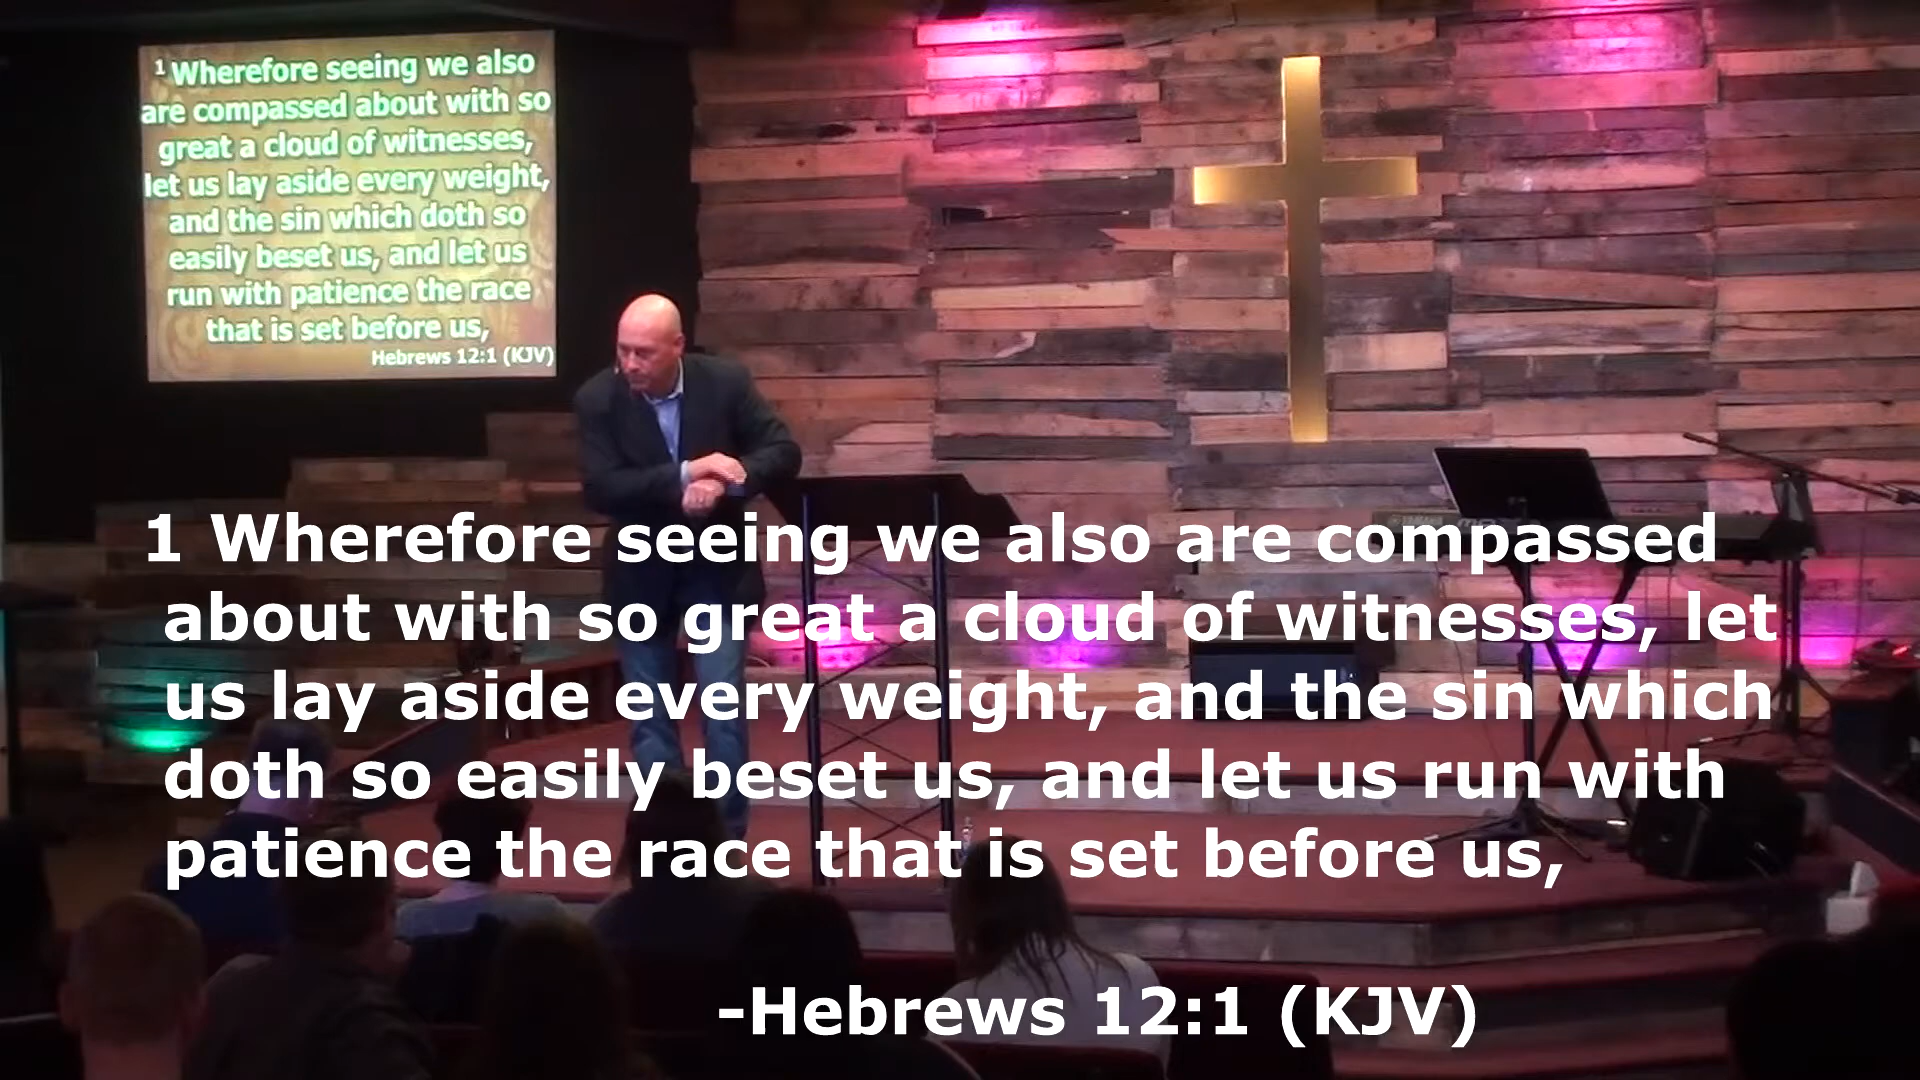 1 Wherefore seeing we also
are compassed about with so
great a cloud of witnesses,
let us lay aside every weight,
and the sin which doth so
easily beset us, and let us
run with patience the race
that is set before us,
Hebrews 12:1 (KJV)
1 Wherefore seeing we also are compassed
about with so great a cloud of witnesses, let
us lay aside every weight, and the sin which
doth so easily beset us, and let us run with
patience the race that is set before us,
-Hebrews 12:1 (KJV)